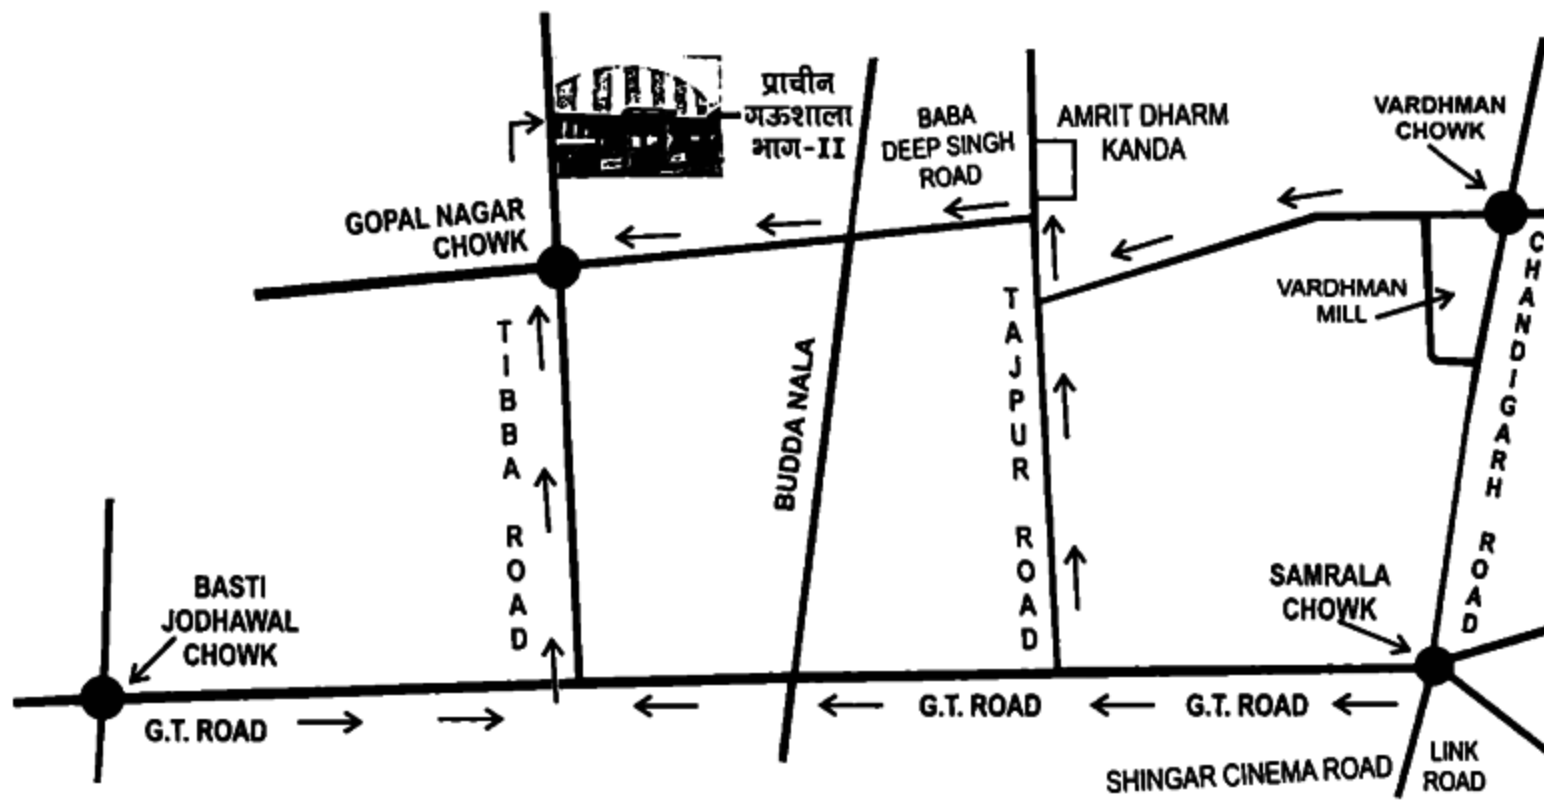 प्राचीन
गऊशाला
भाग-II
BABA
DEEP SINGH
ROAD
AMRIT DHARM
KANDA
VARDHMAN
CHOWK
GOPAL NAGAR
CHOWK
VARDHMAN
MILL
CHANDIGARH ROAD
TIBBA ROAD
BUDDA NALA
TAJPUR ROAD
BASTI
JODHAWAL
CHOWK
SAMRALA
CHOWK
G.T. ROAD
G.T. ROAD
G.T. ROAD
SHINGAR CINEMA ROAD
LINK
ROAD